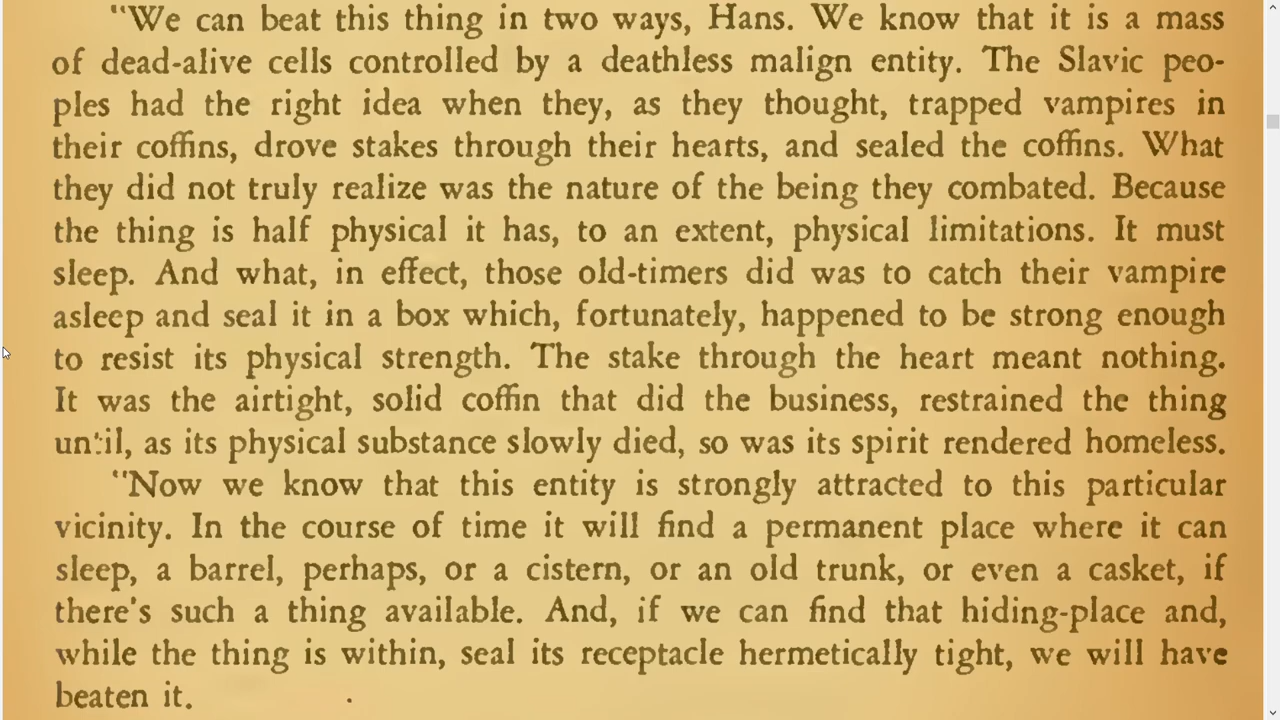 "We can beat this thing in two ways, Hans. We know that it is a mass
of dead-alive cells controlled by a deathless malign entity. The Slavic peo-
ples had the right idea when they, as they thought, trapped vampires in
their coffins, drove stakes through their hearts, and sealed the coffins. What
they did not truly realize was the nature of the being they combated. Because
the thing is half physical it has, to an extent, physical limitations. It must
sleep. And what, in effect, those old-timers did was to catch their vampire
asleep and seal it in a box which, fortunately, happened to be strong enough
to resist its physical strength. The stake through the heart meant nothing.
It was the airtight, solid coffin that did the business, restrained the thing
until, as its physical substance slowly died, so was its spirit rendered homeless.
"Now we know that this entity is strongly attracted to this particular
vicinity. In the course of time it will find a permanent place where it can
sleep, a barrel, perhaps, or a cistern, or an old trunk, or even a casket, if
there's such a thing available. And, if we can find that hiding-place and,
while the thing is within, seal its receptacle hermetically tight, we will have
beaten it.